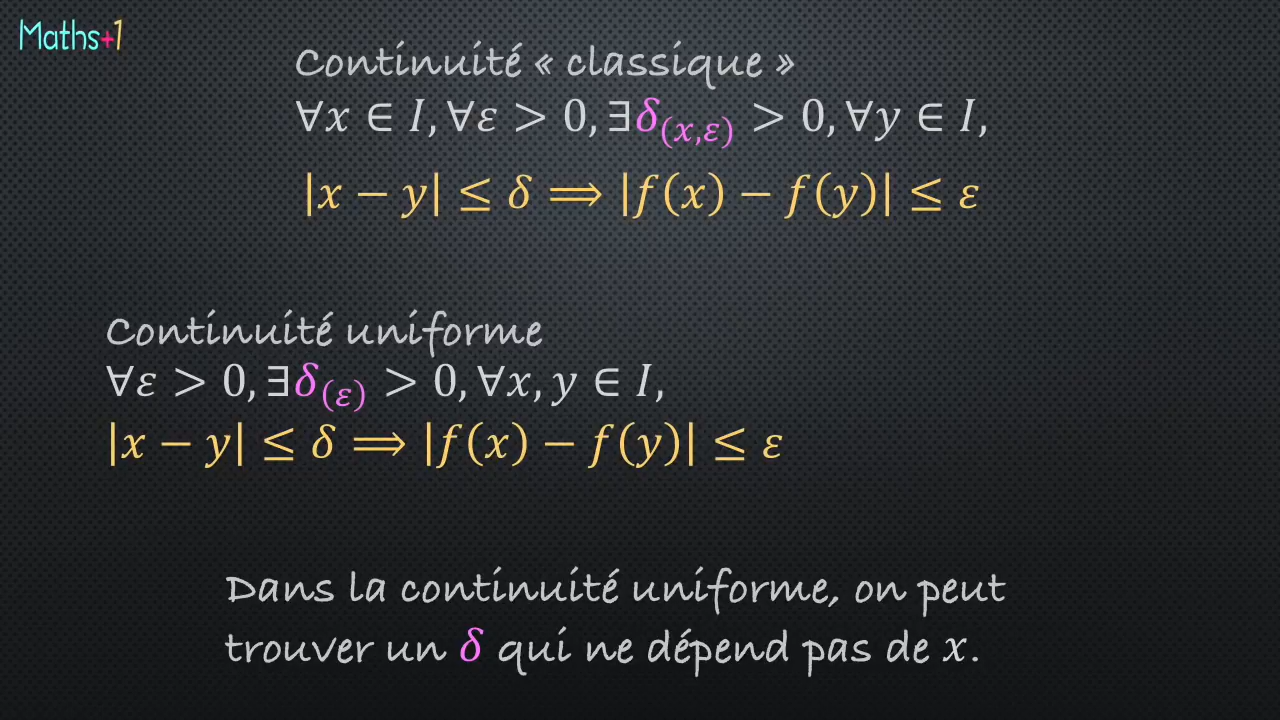 Maths+1
Continuité « classique »
∀x ∈ I, ∀ε > 0, ∃δ₍ₓ,ε₎ > 0, ∀y ∈ I,
|x − y| ≤ δ ⟹ |f(x) − f(y)| ≤ ε
Continuité uniforme
∀ε > 0, ∃δ₍ε₎ > 0, ∀x, y ∈ I,
|x − y| ≤ δ ⟹ |f(x) − f(y)| ≤ ε
Dans la continuité uniforme, on peut
trouver un δ qui ne dépend pas de x.